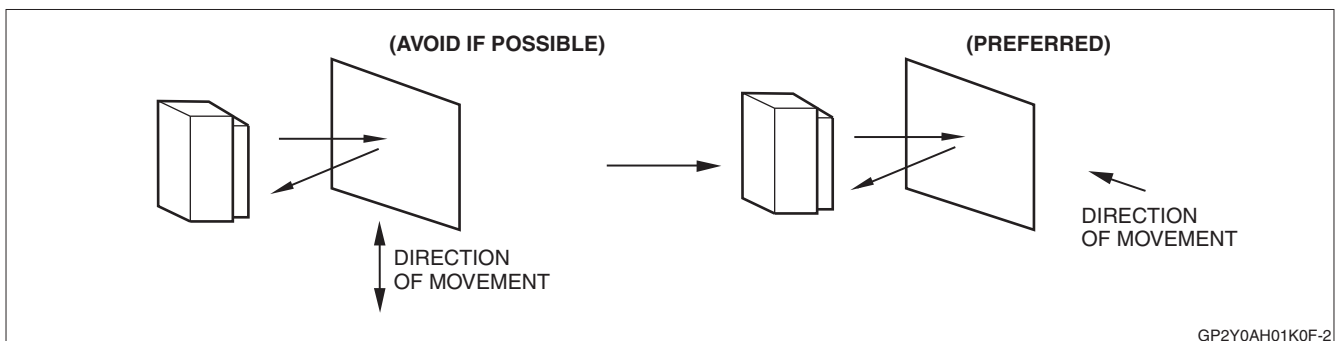 (AVOID IF POSSIBLE)
(PREFERRED)
DIRECTION
OF MOVEMENT
DIRECTION
OF MOVEMENT
GP2Y0AH01K0F-2